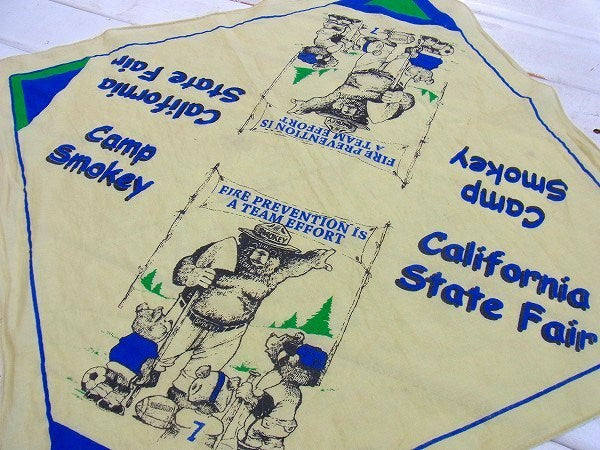 California
State Fair
FIRE PREVENTION IS
A TEAM EFFORT
SMOKEY
7
Camp
Smokey
Camp
Smokey
FIRE PREVENTION IS
A TEAM EFFORT
SMOKEY
7
California
State Fair